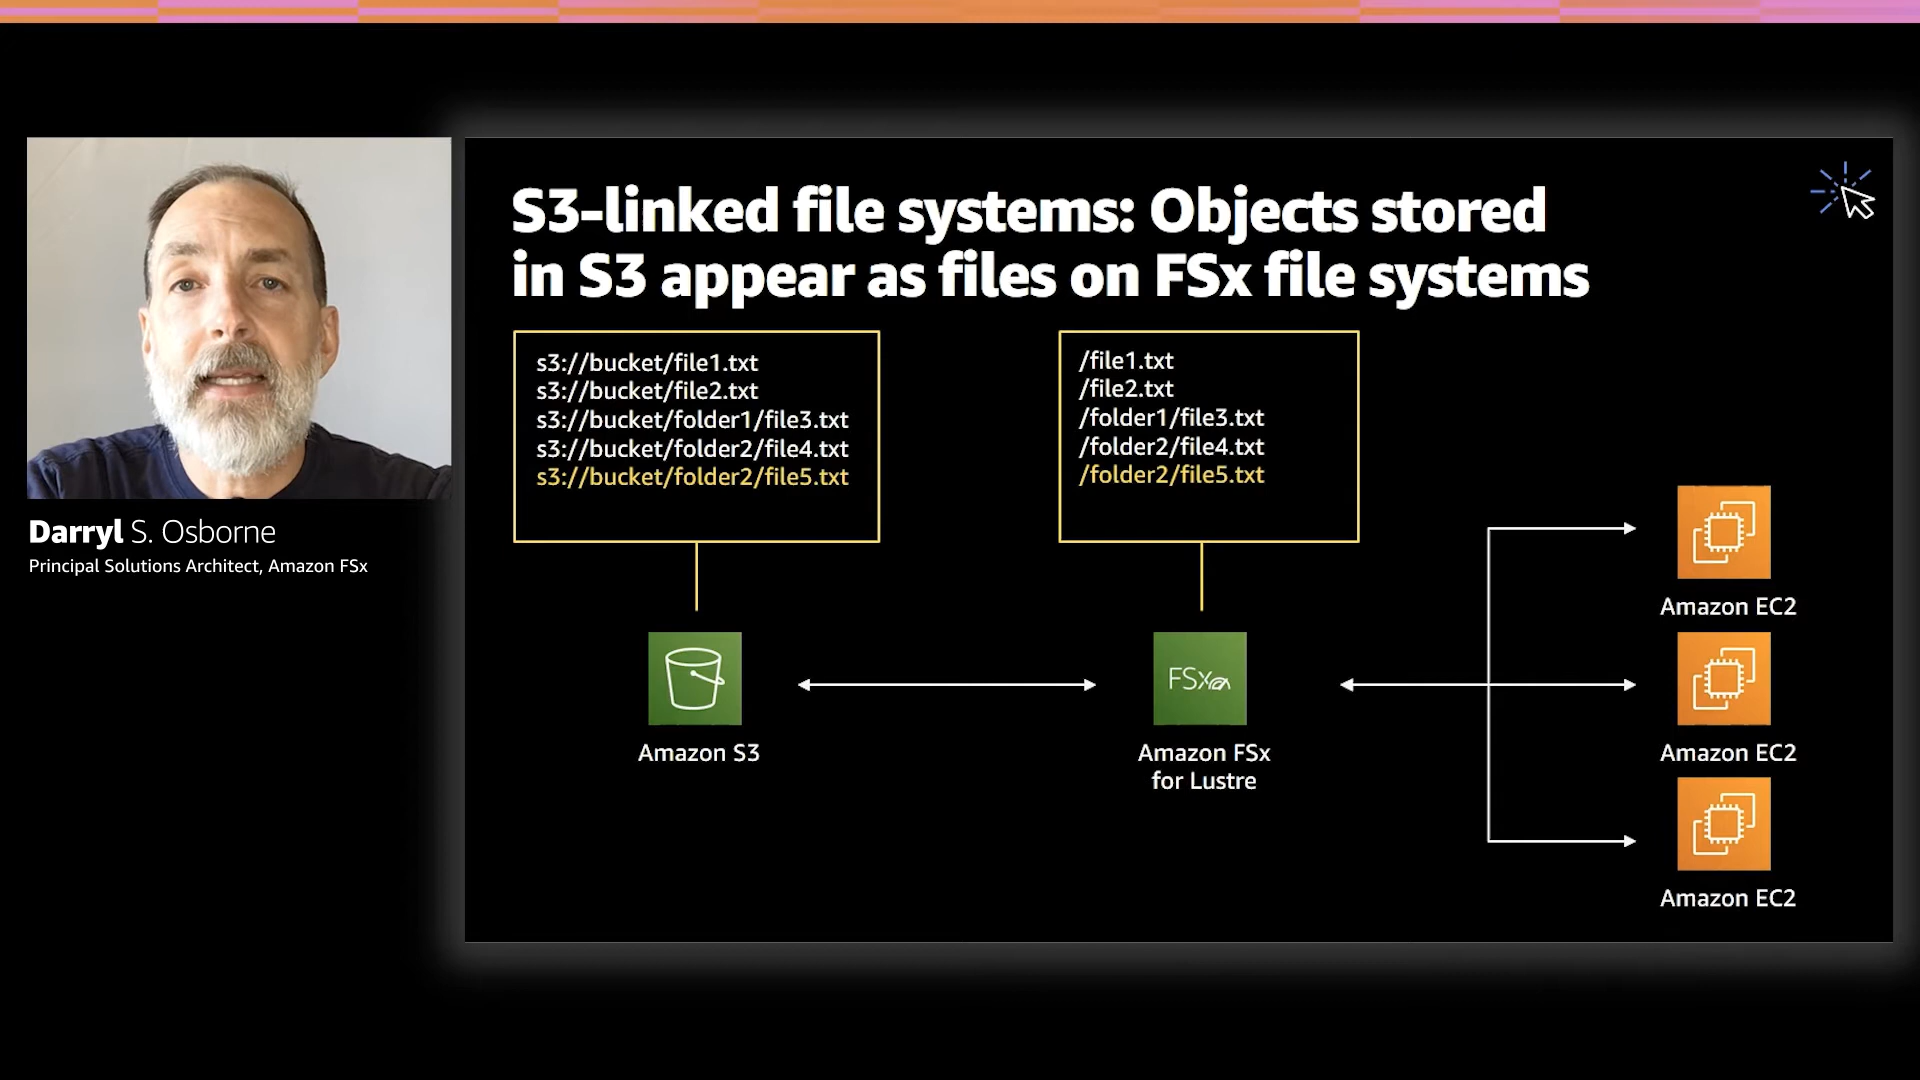 S3-linked file systems: Objects stored
in S3 appear as files on FSx file systems
s3://bucket/file1.txt
s3://bucket/file2.txt
s3://bucket/folder1/file3.txt
s3://bucket/folder2/file4.txt
s3://bucket/folder2/file5.txt
/file1.txt
/file2.txt
/folder1/file3.txt
/folder2/file4.txt
/folder2/file5.txt
Darryl S. Osborne
Principal Solutions Architect, Amazon FSx
Amazon S3
FSx
Amazon FSx
for Lustre
Amazon EC2
Amazon EC2
Amazon EC2